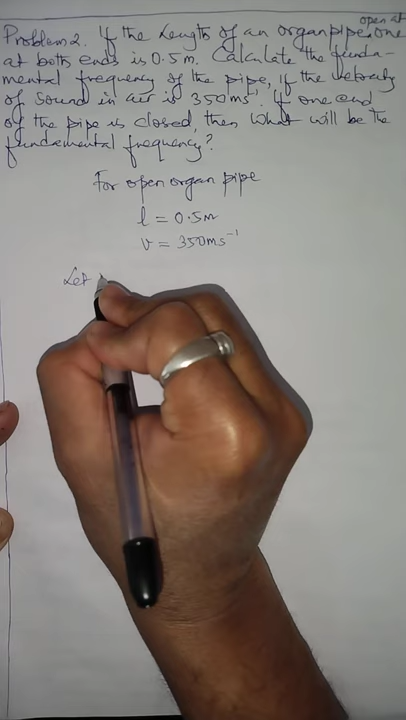 open at
Problem 2. If the Length of an organ pipe, one
at both ends is 0.5m. Calculate the funda-
mental frequency of the pipe, if the velocity
of Sound in air is 350ms⁻¹. If one end
of the pipe is closed, then what will be the
fundamental frequency?
For open organ pipe
l = 0.5m
v = 350ms⁻¹
Let